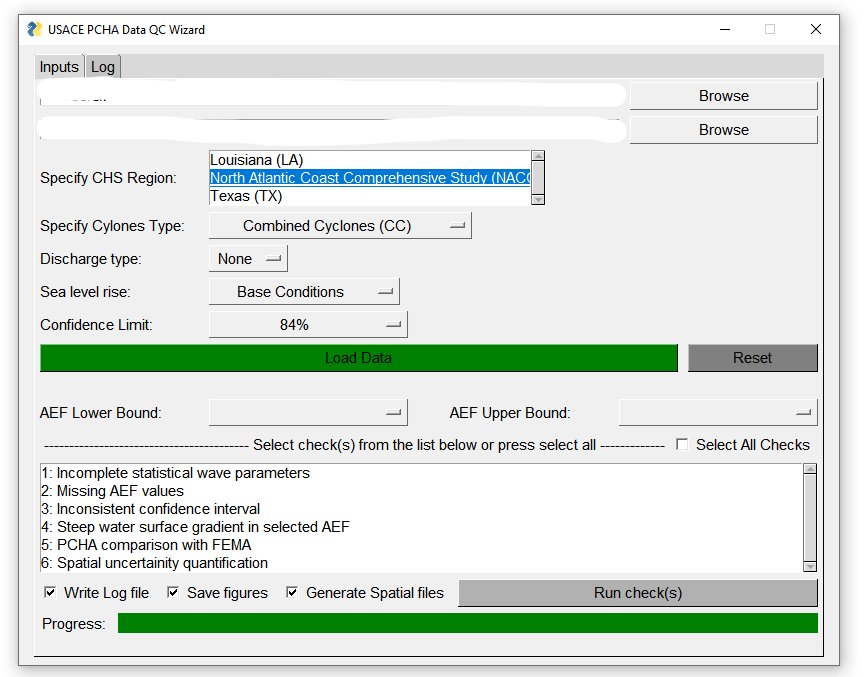 USACE PCHA Data QC Wizard
Inputs Log
Browse
Browse
Louisiana (LA)
Specify CHS Region: North Atlantic Coast Comprehensive Study (NACC
Texas (TX)
Specify Cylones Type: Combined Cyclones (CC)
Discharge type: None
Sea level rise: Base Conditions
Confidence Limit: 84%
Load Data Reset
AEF Lower Bound: AEF Upper Bound:
----------------------------------------- Select check(s) from the list below or press select all ------------- Select All Checks
1: Incomplete statistical wave parameters
2: Missing AEF values
3: Inconsistent confidence interval
4: Steep water surface gradient in selected AEF
5: PCHA comparison with FEMA
6: Spatial uncertainity quantification
Write Log file Save figures Generate Spatial files Run check(s)
Progress: